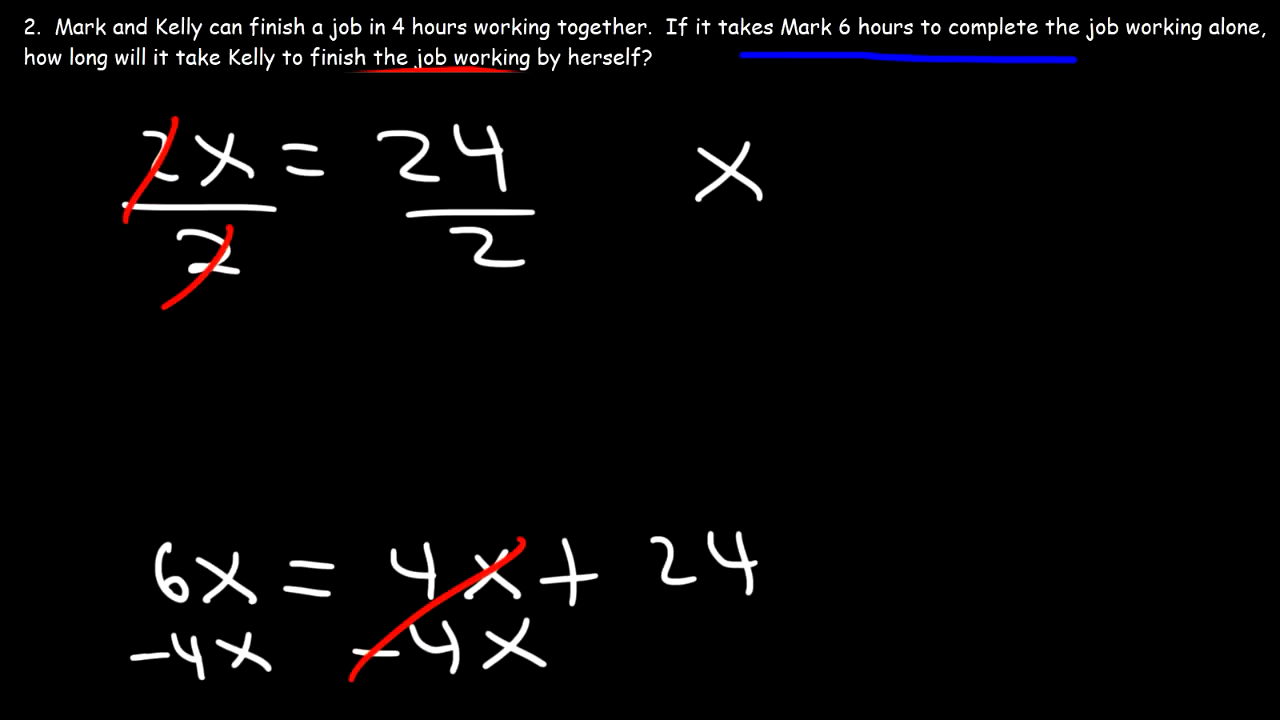 2. Mark and Kelly can finish a job in 4 hours working together. If it takes Mark 6 hours to complete the job working alone,
how long will it take Kelly to finish the job working by herself?
2x = 24 x
2 2
6x = 4x + 24
-4x -4x